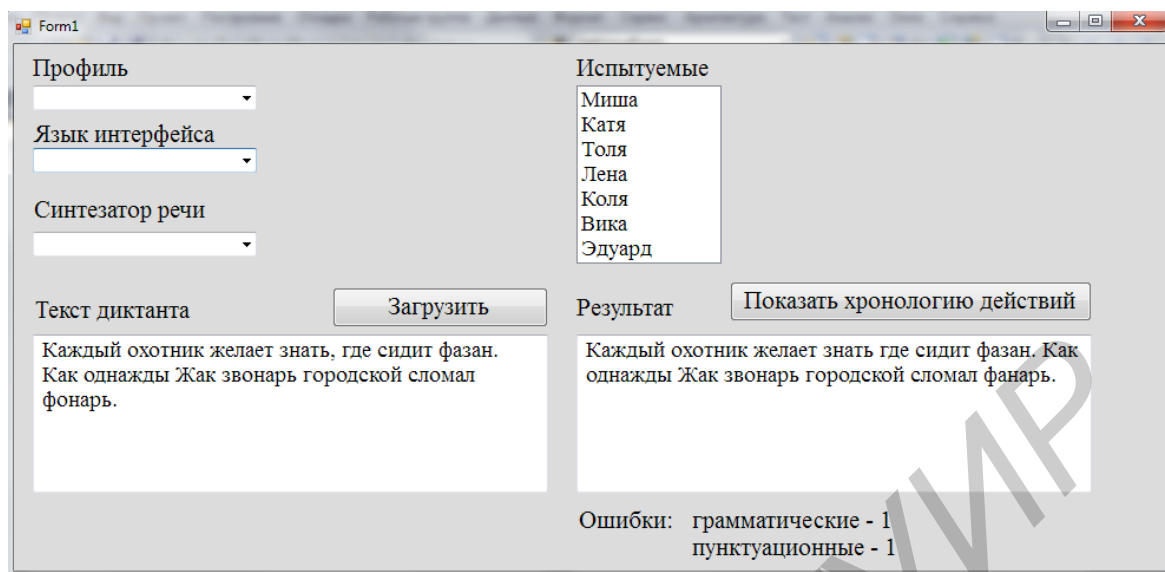 Form1
Профиль
Язык интерфейса
Синтезатор речи
Испытуемые
Миша
Катя
Толя
Лена
Коля
Вика
Эдуард
Текст диктанта
Загрузить
Каждый охотник желает знать, где сидит фазан.
Как однажды Жак звонарь городской сломал
фонарь.
Результат
Показать хронологию действий
Каждый охотник желает знать где сидит фазан. Как
однажды Жак звонарь городской сломал фанарь.
Ошибки: грамматические - 1
пунктуационные - 1
УИР